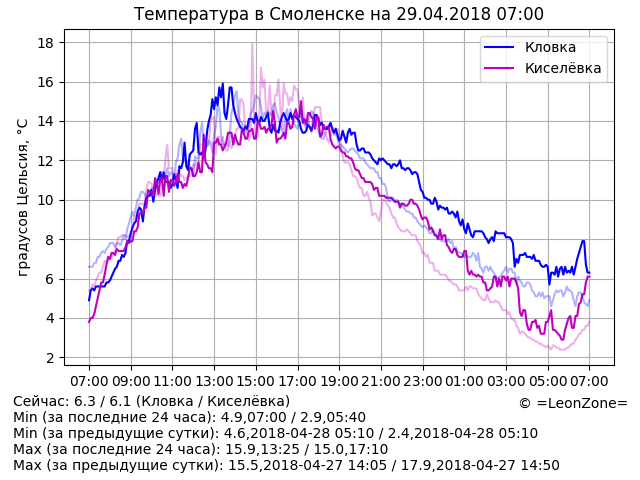 Температура в Смоленске на 29.04.2018 07:00
Кловка
Киселёвка
градусов Цельсия, °C
18
16
14
12
10
8
6
4
2
07:00 09:00 11:00 13:00 15:00 17:00 19:00 21:00 23:00 01:00 03:00 05:00 07:00
Сейчас: 6.3 / 6.1 (Кловка / Киселёвка)
© =LeonZone=
Min (за последние 24 часа): 4.9,07:00 / 2.9,05:40
Min (за предыдущие сутки): 4.6,2018-04-28 05:10 / 2.4,2018-04-28 05:10
Max (за последние 24 часа): 15.9,13:25 / 15.0,17:10
Max (за предыдущие сутки): 15.5,2018-04-27 14:05 / 17.9,2018-04-27 14:50